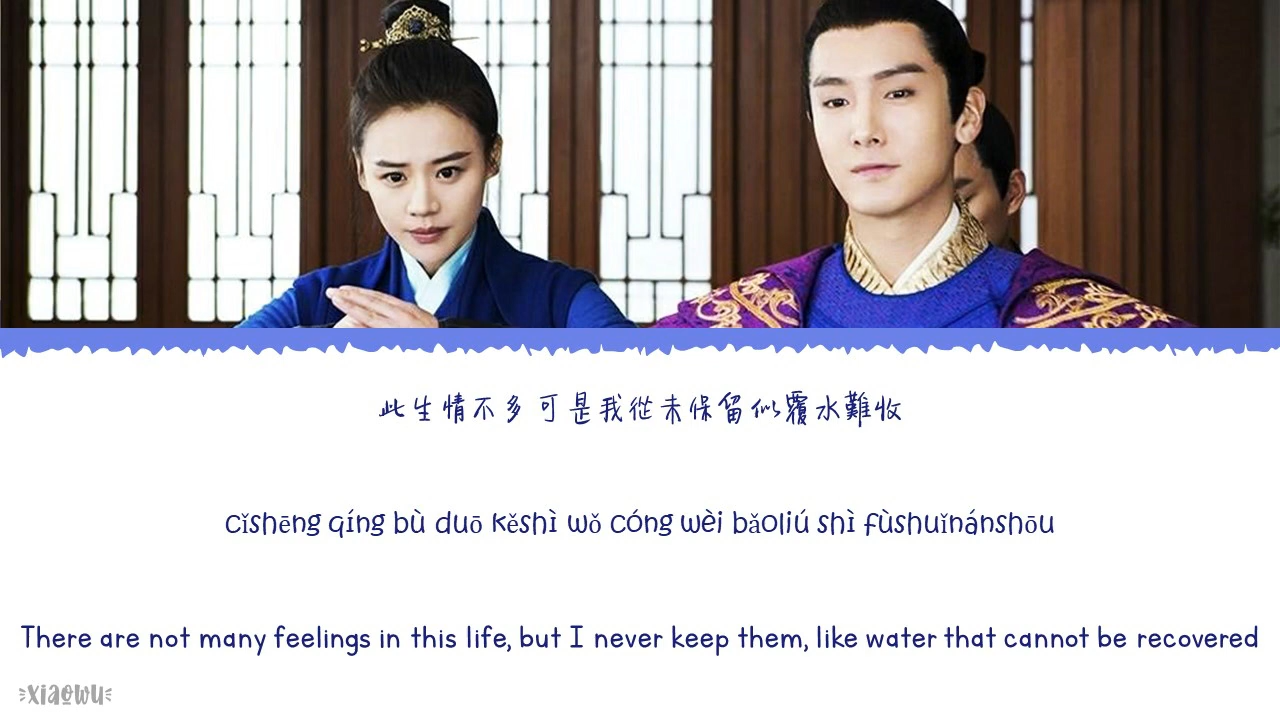 此生情不多 可是我從未保留似覆水難收
cǐshēng qíng bù duō kěshì wǒ cóng wèi bǎoliú shì fùshuǐnánshōu
There are not many feelings in this life, but I never keep them, like water that cannot be recovered
xiaowu